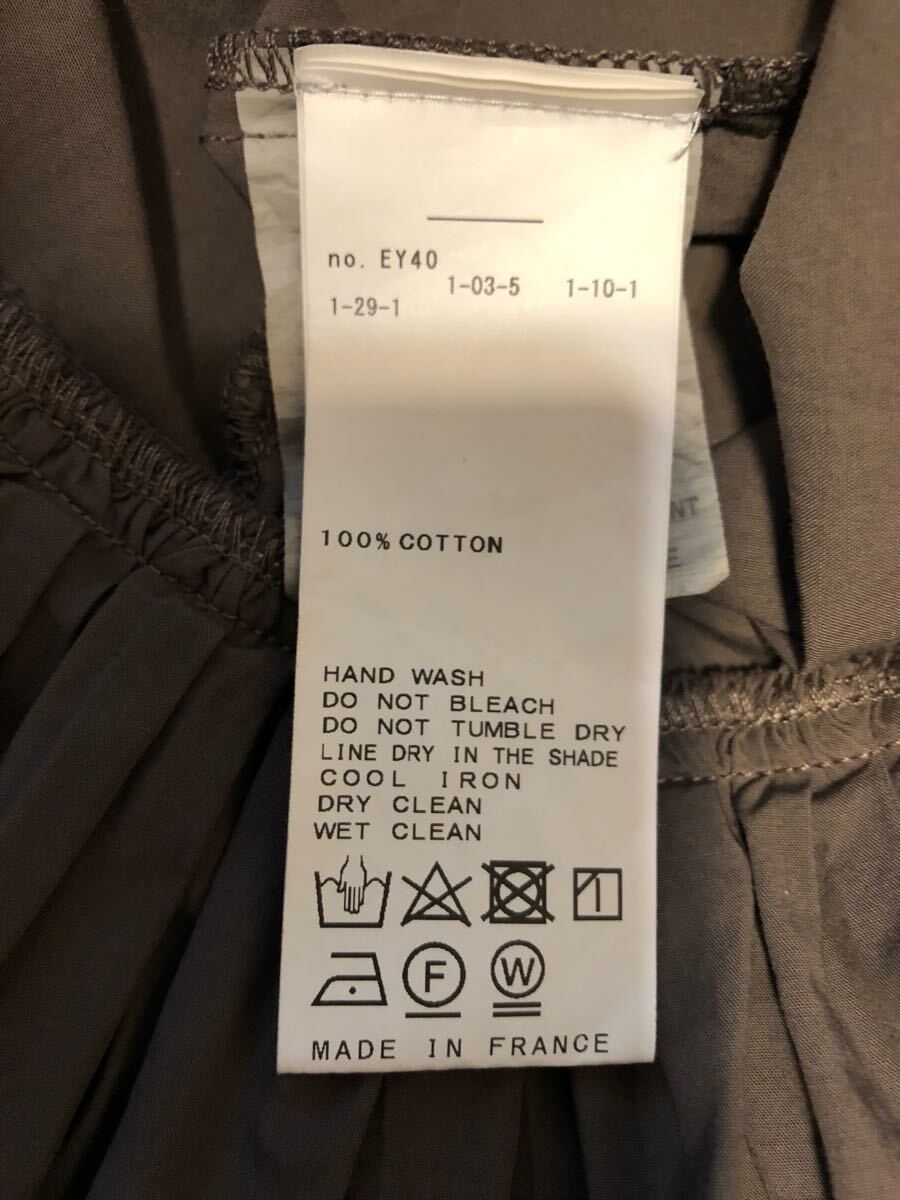 no. EY40
1-03-5 1-10-1
1-29-1
100% COTTON
NT
E
HAND WASH
DO NOT BLEACH
DO NOT TUMBLE DRY
LINE DRY IN THE SHADE
COOL IRON
DRY CLEAN
WET CLEAN
F W
MADE IN FRANCE